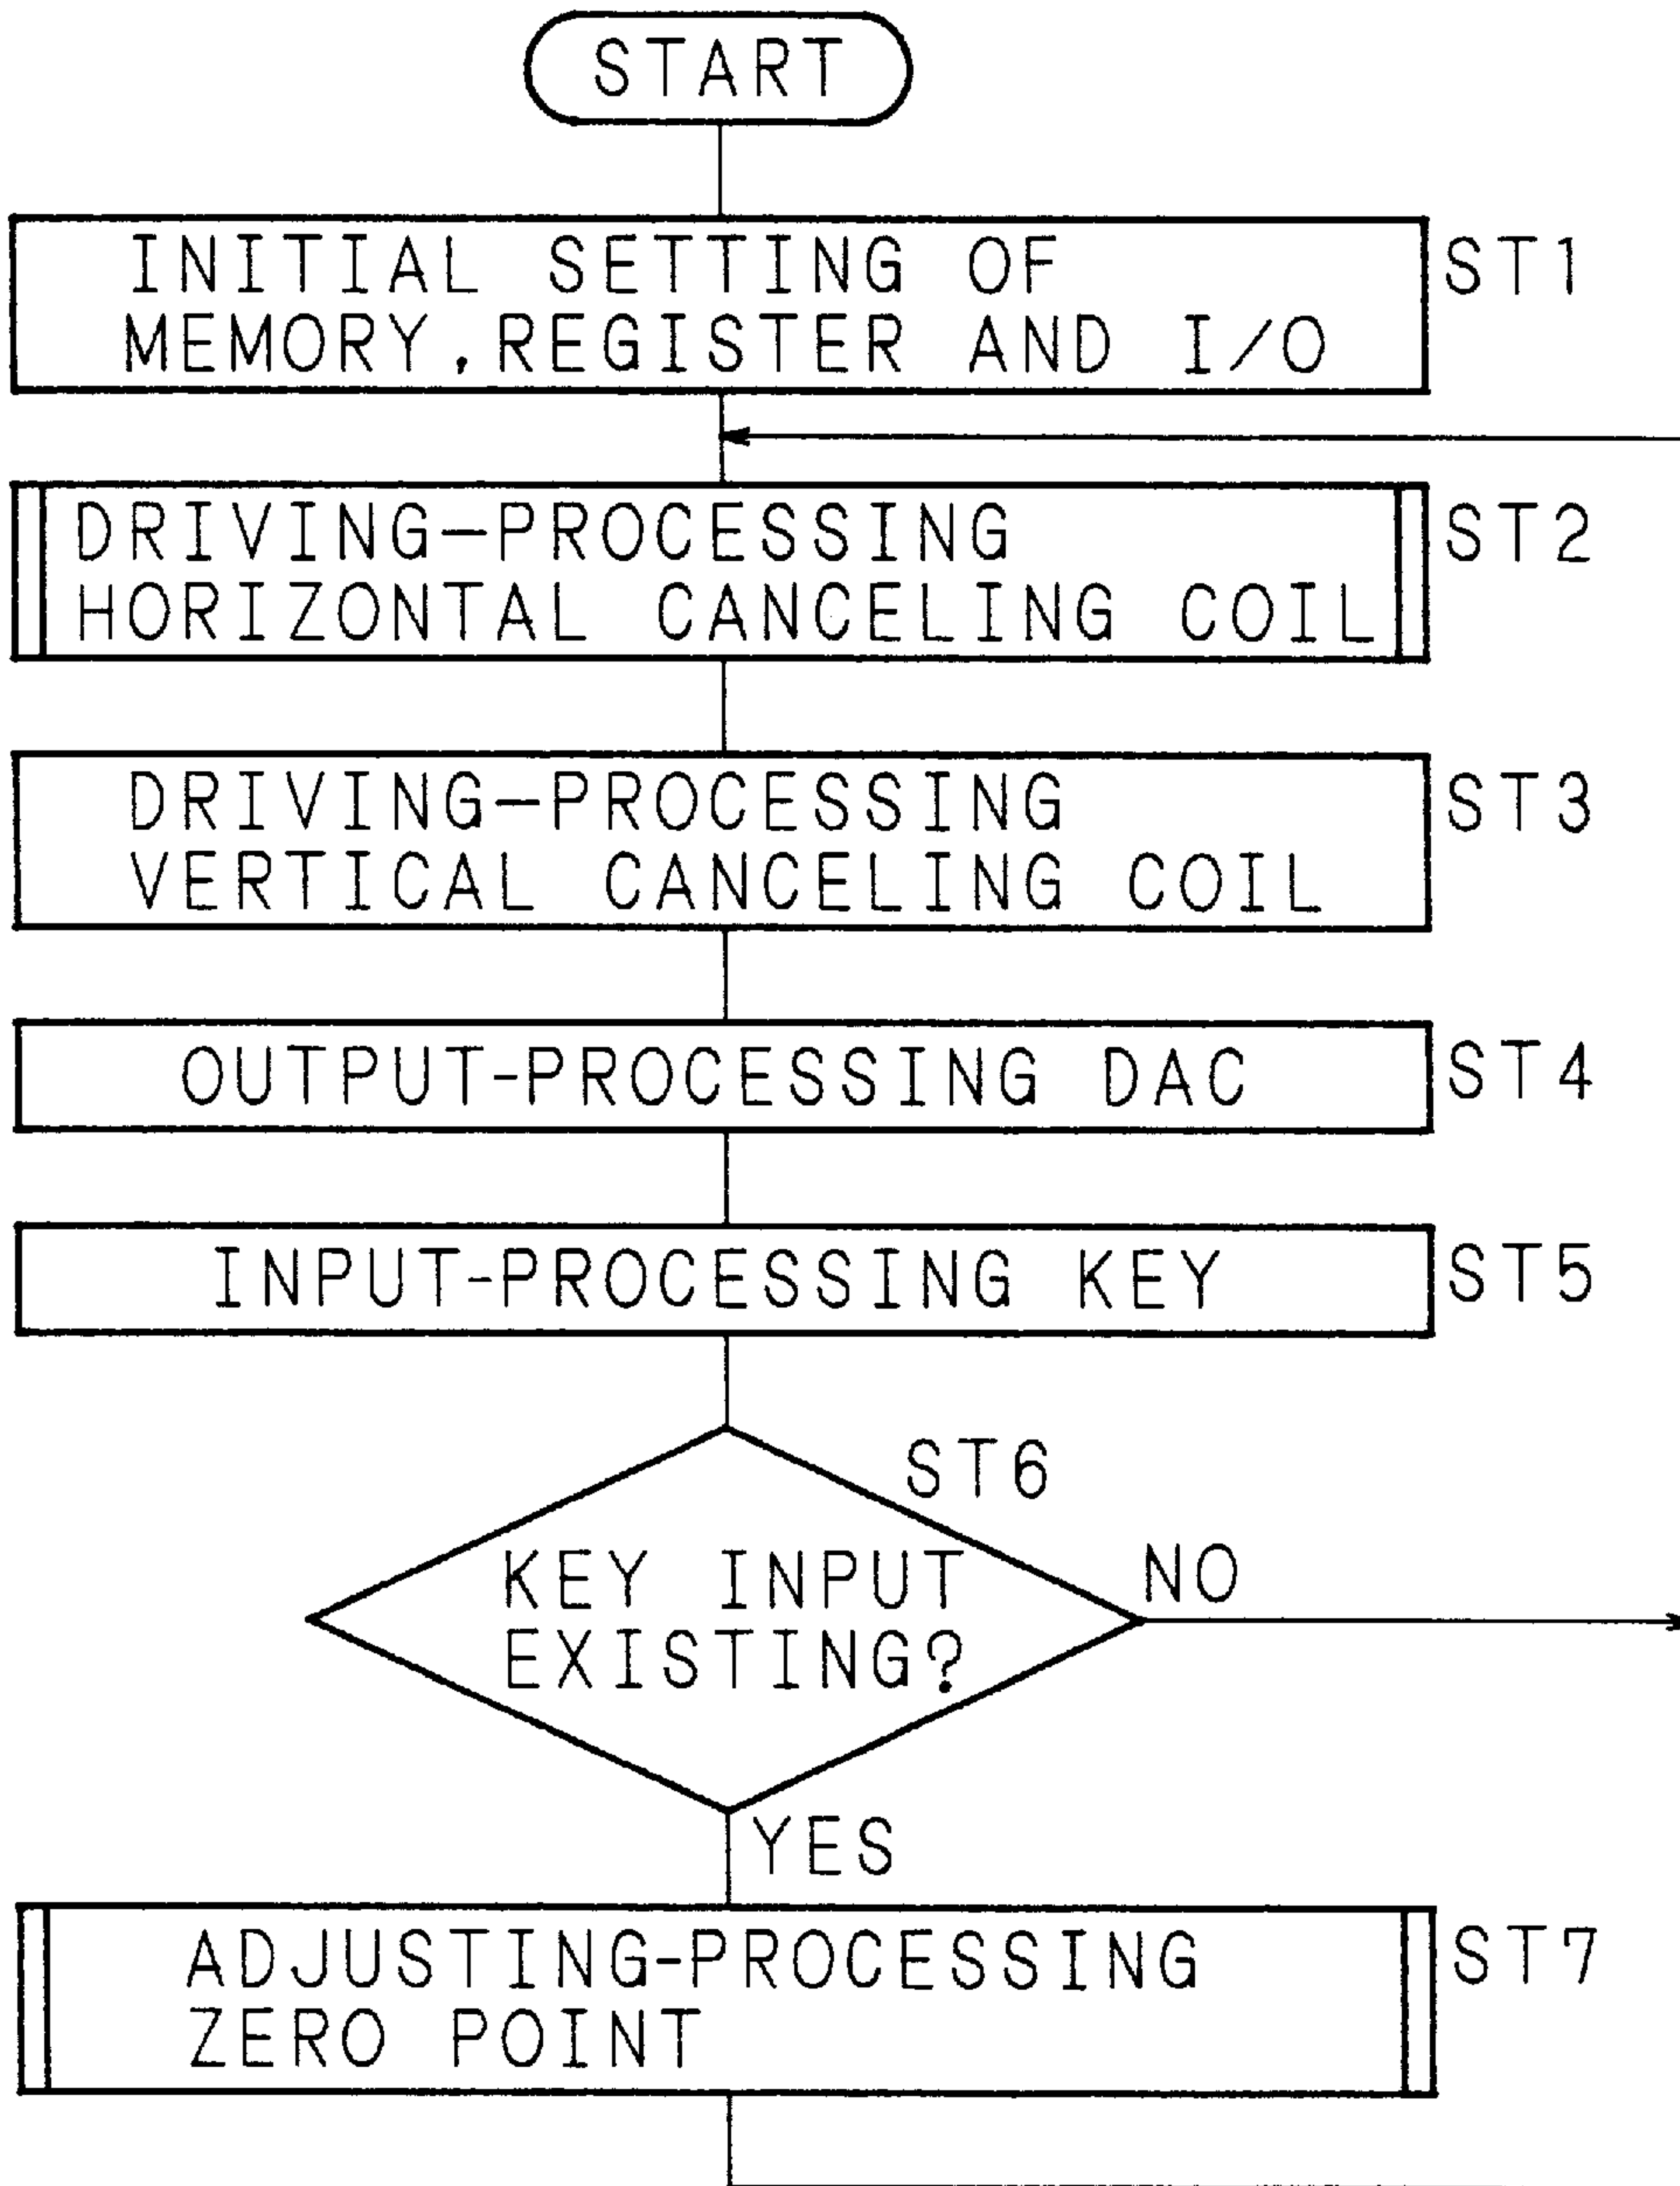 START
INITIAL SETTING OF
MEMORY,REGISTER AND I/O
ST1
DRIVING-PROCESSING
HORIZONTAL CANCELING COIL
ST2
DRIVING-PROCESSING
VERTICAL CANCELING COIL
ST3
OUTPUT-PROCESSING DAC
ST4
INPUT-PROCESSING KEY
ST5
ST6
KEY INPUT
EXISTING?
NO
YES
ADJUSTING-PROCESSING
ZERO POINT
ST7